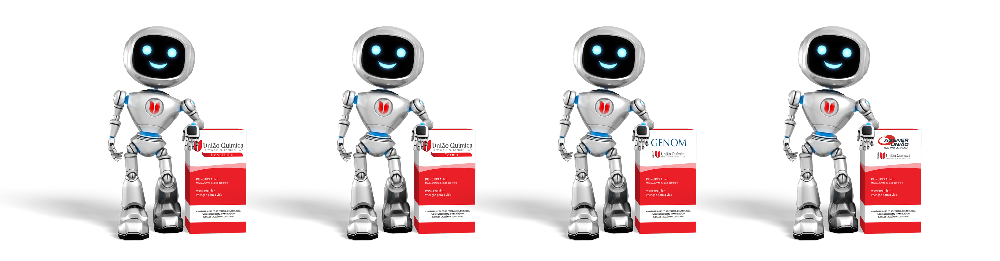 União Química
farmacêutica nacional S/A
Hospitalar
PRINCÍPIO ATIVO
Medicamento de uso contínuo
COMPOSIÇÃO:
Vocação para a vida
CONTÉM RESPEITO PELAS PESSOAS, COMPROMISSO,
EMPREENDEDORISMO, TRANSPARÊNCIA,
BUSCA DE EXCELÊNCIA E QUALIDADE.
União Química
farmacêutica nacional S/A
Farma
PRINCÍPIO ATIVO
Medicamento de uso contínuo
COMPOSIÇÃO:
Vocação para a vida
CONTÉM RESPEITO PELAS PESSOAS, COMPROMISSO,
EMPREENDEDORISMO, TRANSPARÊNCIA,
BUSCA DE EXCELÊNCIA E QUALIDADE.
GENOM
GRUPO
União Química
farmacêutica nacional S/A
PRINCÍPIO ATIVO
Medicamento de uso contínuo
COMPOSIÇÃO:
Vocação para a vida
CONTÉM RESPEITO PELAS PESSOAS, COMPROMISSO,
EMPREENDEDORISMO, TRANSPARÊNCIA,
BUSCA DE EXCELÊNCIA E QUALIDADE.
AGENER
UNIÃO
SAÚDE ANIMAL
GRUPO
União Química
farmacêutica nacional S/A
PRINCÍPIO ATIVO
Medicamento de uso contínuo
COMPOSIÇÃO:
Vocação para a vida
CONTÉM RESPEITO PELAS PESSOAS, COMPROMISSO,
EMPREENDEDORISMO, TRANSPARÊNCIA,
BUSCA DE EXCELÊNCIA E QUALIDADE.